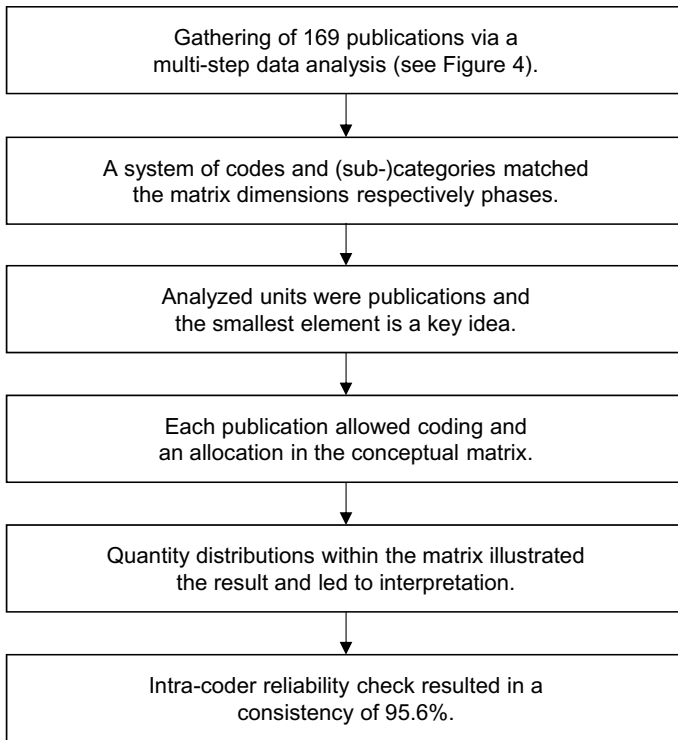 Gathering of 169 publications via a
multi-step data analysis (see Figure 4).
A system of codes and (sub-)categories matched
the matrix dimensions respectively phases.
Analyzed units were publications and
the smallest element is a key idea.
Each publication allowed coding and
an allocation in the conceptual matrix.
Quantity distributions within the matrix illustrated
the result and led to interpretation.
Intra-coder reliability check resulted in a
consistency of 95.6%.